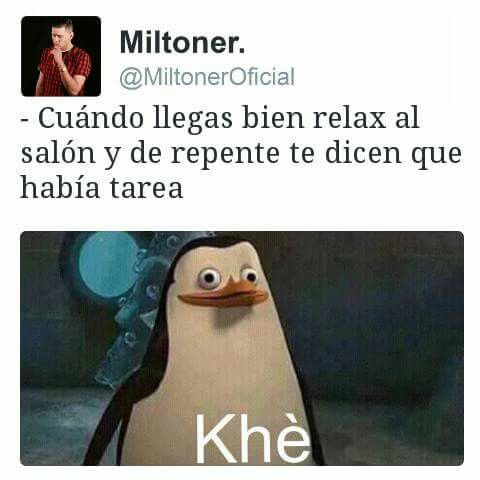 Miltoner.
@MiltonerOficial
- Cuándo llegas bien relax al
salón y de repente te dicen que
había tarea
Khè